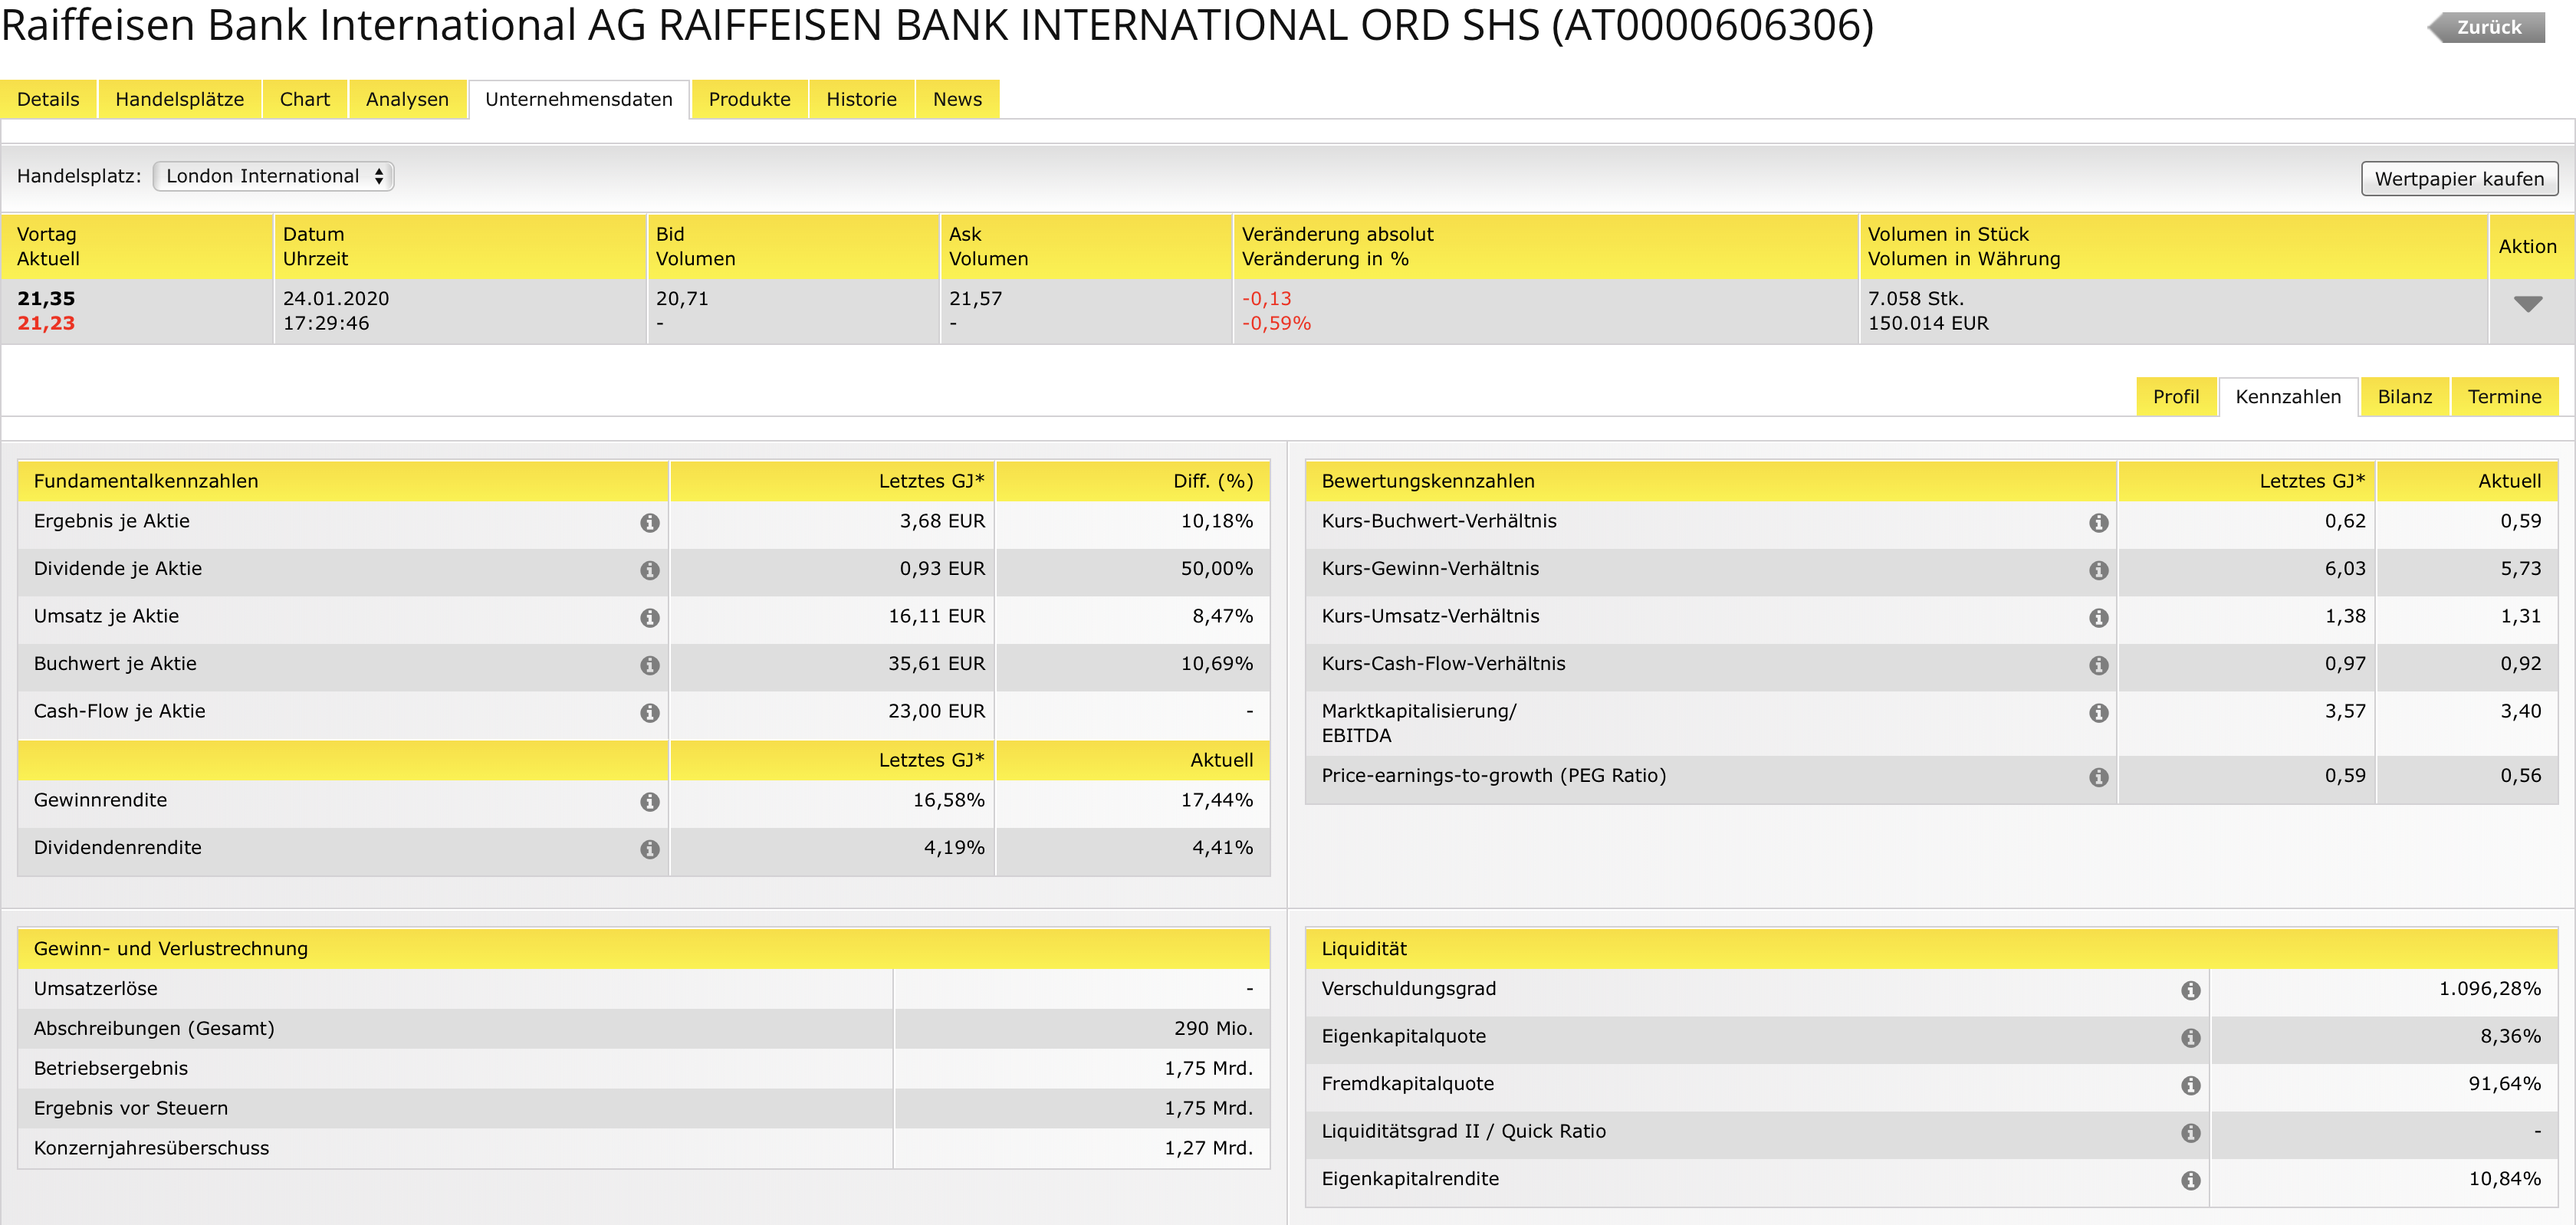 Raiffeisen Bank International AG RAIFFEISEN BANK INTERNATIONAL ORD SHS (AT0000606306)
Zurück
Details Handelsplätze Chart Analysen Unternehmensdaten Produkte Historie News
Handelsplatz: London International
Wertpapier kaufen
Vortag Datum Bid Ask Veränderung absolut Volumen in Stück
Aktuell Uhrzeit Volumen Volumen Veränderung in % Volumen in Währung
Aktion
21,35 24.01.2020 20,71 21,57 -0,13 7.058 Stk.
21,23 17:29:46 - - -0,59% 150.014 EUR
Profil Kennzahlen Bilanz Termine
Fundamentalkennzahlen Letztes GJ* Diff. (%)
Ergebnis je Aktie 3,68 EUR 10,18%
Dividende je Aktie 0,93 EUR 50,00%
Umsatz je Aktie 16,11 EUR 8,47%
Buchwert je Aktie 35,61 EUR 10,69%
Cash-Flow je Aktie 23,00 EUR -
Letztes GJ* Aktuell
Gewinnrendite 16,58% 17,44%
Dividendenrendite 4,19% 4,41%
Bewertungskennzahlen Letztes GJ* Aktuell
Kurs-Buchwert-Verhältnis 0,62 0,59
Kurs-Gewinn-Verhältnis 6,03 5,73
Kurs-Umsatz-Verhältnis 1,38 1,31
Kurs-Cash-Flow-Verhältnis 0,97 0,92
Marktkapitalisierung/ 3,57 3,40
EBITDA
Price-earnings-to-growth (PEG Ratio) 0,59 0,56
Gewinn- und Verlustrechnung
Umsatzerlöse -
Abschreibungen (Gesamt) 290 Mio.
Betriebsergebnis 1,75 Mrd.
Ergebnis vor Steuern 1,75 Mrd.
Konzernjahresüberschuss 1,27 Mrd.
Liquidität
Verschuldungsgrad 1.096,28%
Eigenkapitalquote 8,36%
Fremdkapitalquote 91,64%
Liquiditätsgrad II / Quick Ratio -
Eigenkapitalrendite 10,84%